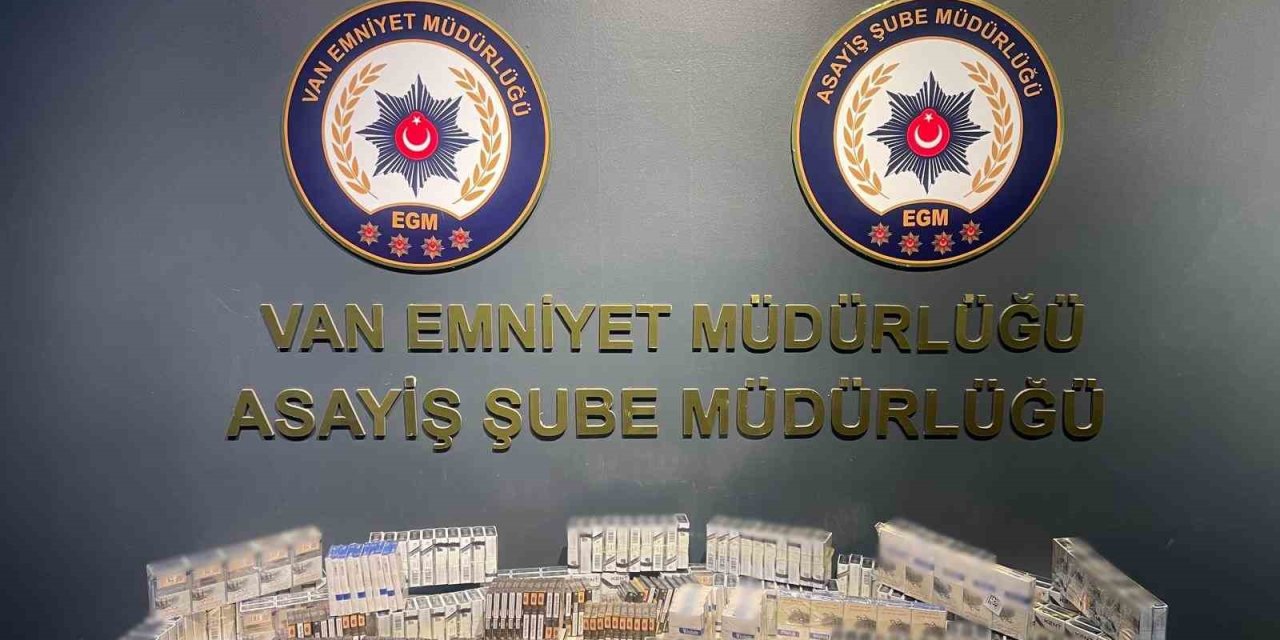 VAN EMNİYET MÜDÜRLÜĞÜ
EGM
ASAYİŞ ŞUBE MÜDÜRLÜĞÜ
EGM
VAN EMNİYET MÜDÜRLÜĞÜ
ASAYİŞ ŞUBE MÜDÜRLÜĞÜ